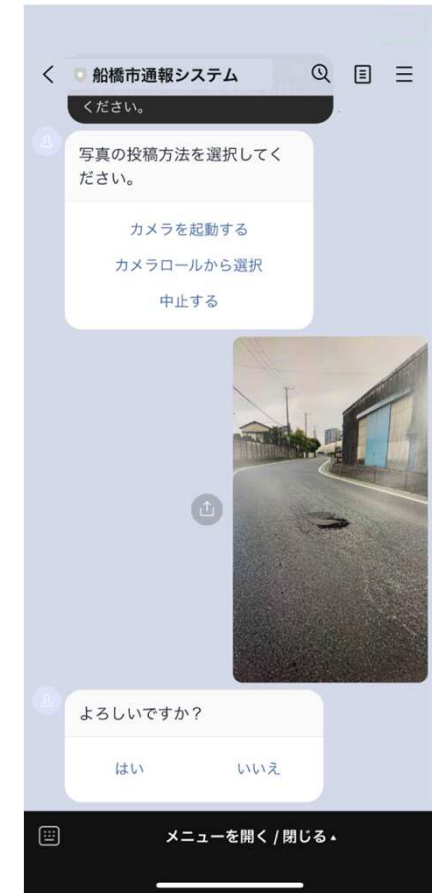 船橋市通報システム
ください。
写真の投稿方法を選択してく
ださい。
カメラを起動する
カメラロールから選択
中止する
よろしいですか？
はい いいえ
メニューを開く / 閉じる